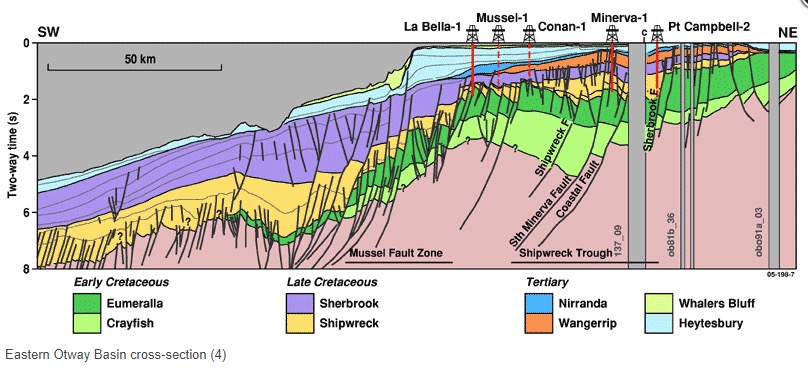 SW
NE
La Bella-1
Mussel-1
Conan-1
Minerva-1
Pt Campbell-2
c
50 km
0
2
4
6
8
Two-way time (s)
?
?
?
?
?
Shipwreck F
Sth Minerva Fault
Coastal Fault
Sherbrook F
137_09
ob81b_36
obo91a_03
Mussel Fault Zone
Shipwreck Trough
05-198-7
Early Cretaceous
Late Cretaceous
Tertiary
Eumeralla
Sherbrook
Nirranda
Whalers Bluff
Crayfish
Shipwreck
Wangerrip
Heytesbury
Eastern Otway Basin cross-section (4)